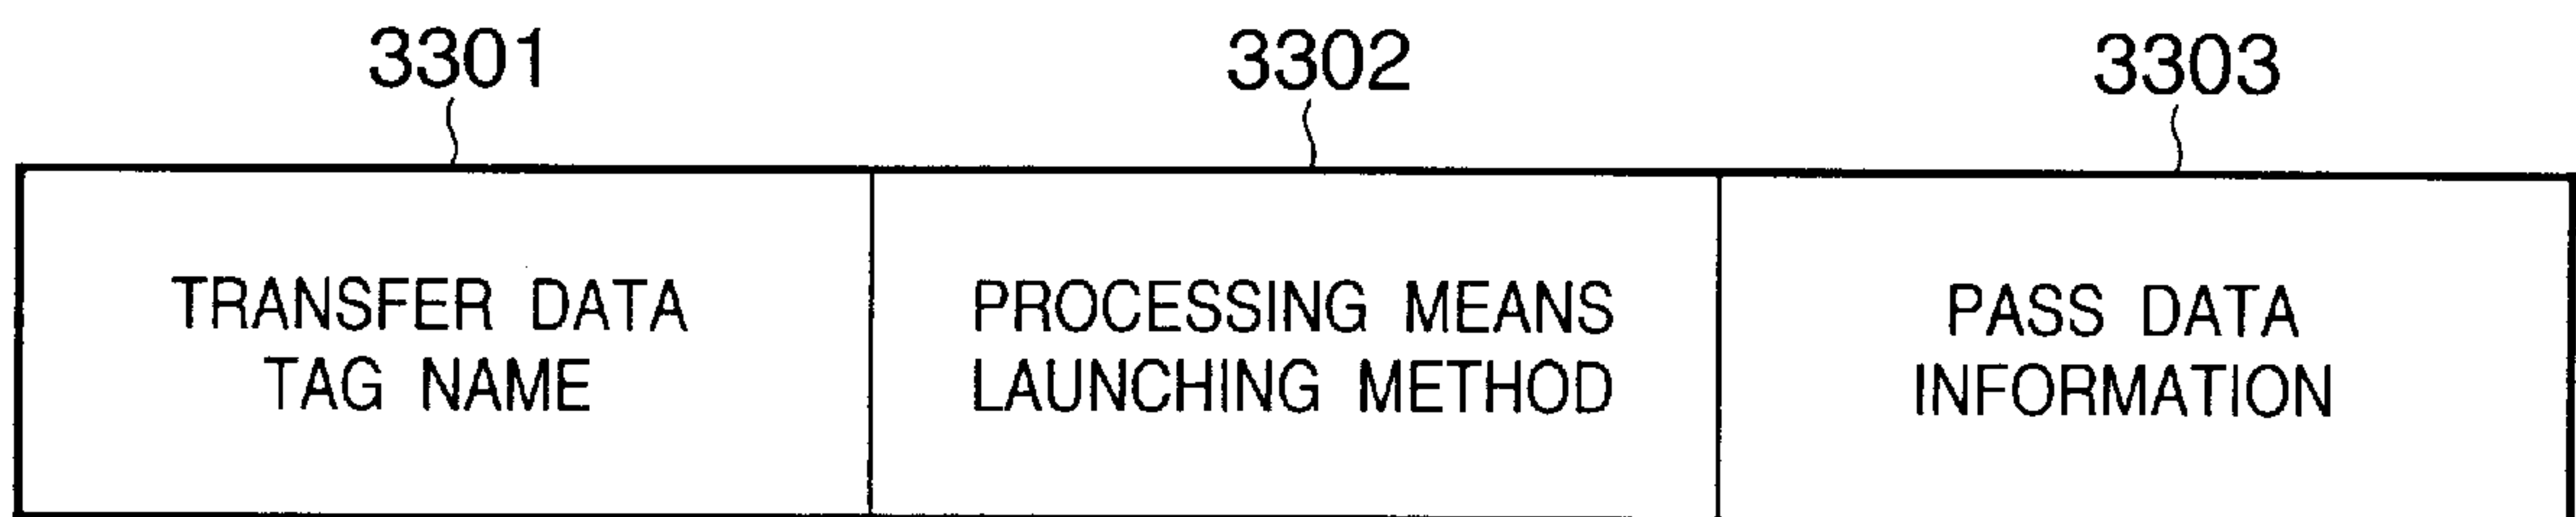 3301 3302 3303
TRANSFER DATA PROCESSING MEANS PASS DATA
TAG NAME LAUNCHING METHOD INFORMATION